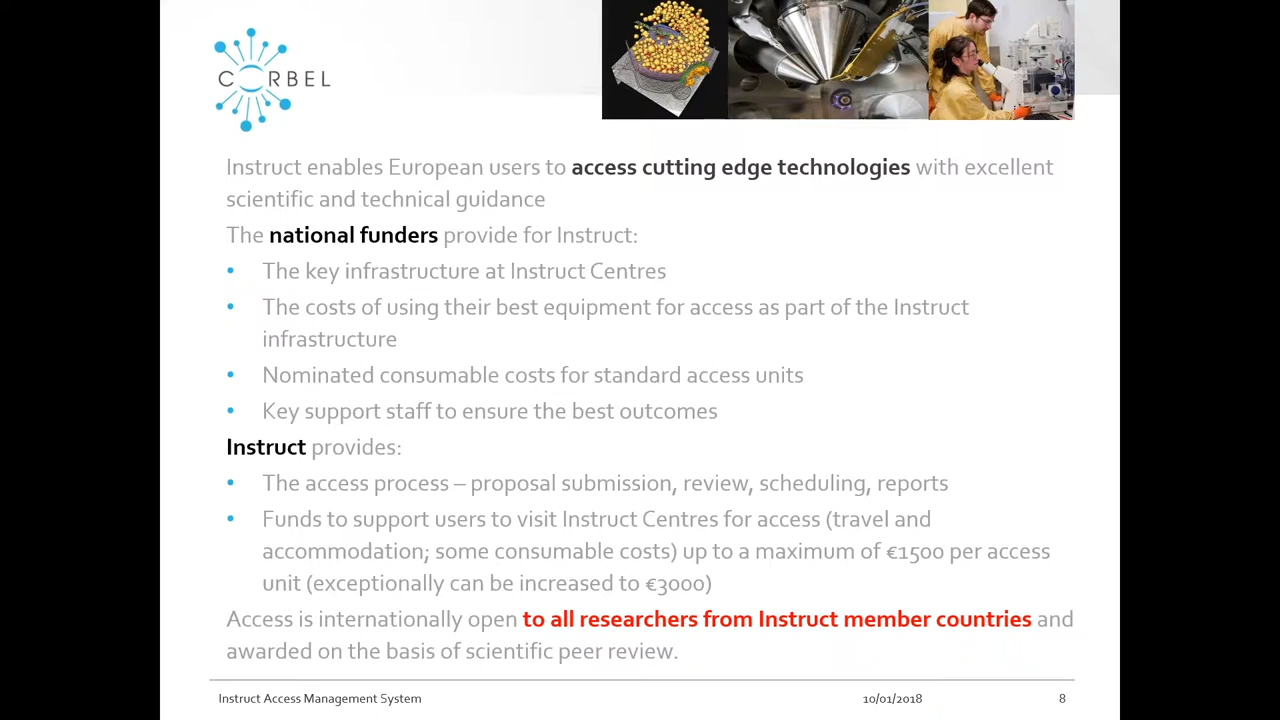 CORBEL
Instruct enables European users to access cutting edge technologies with excellent
scientific and technical guidance
The national funders provide for Instruct:
• The key infrastructure at Instruct Centres
• The costs of using their best equipment for access as part of the Instruct
infrastructure
• Nominated consumable costs for standard access units
• Key support staff to ensure the best outcomes
Instruct provides:
• The access process – proposal submission, review, scheduling, reports
• Funds to support users to visit Instruct Centres for access (travel and
accommodation; some consumable costs) up to a maximum of €1500 per access
unit (exceptionally can be increased to €3000)
Access is internationally open to all researchers from Instruct member countries and
awarded on the basis of scientific peer review.
Instruct Access Management System 10/01/2018 8